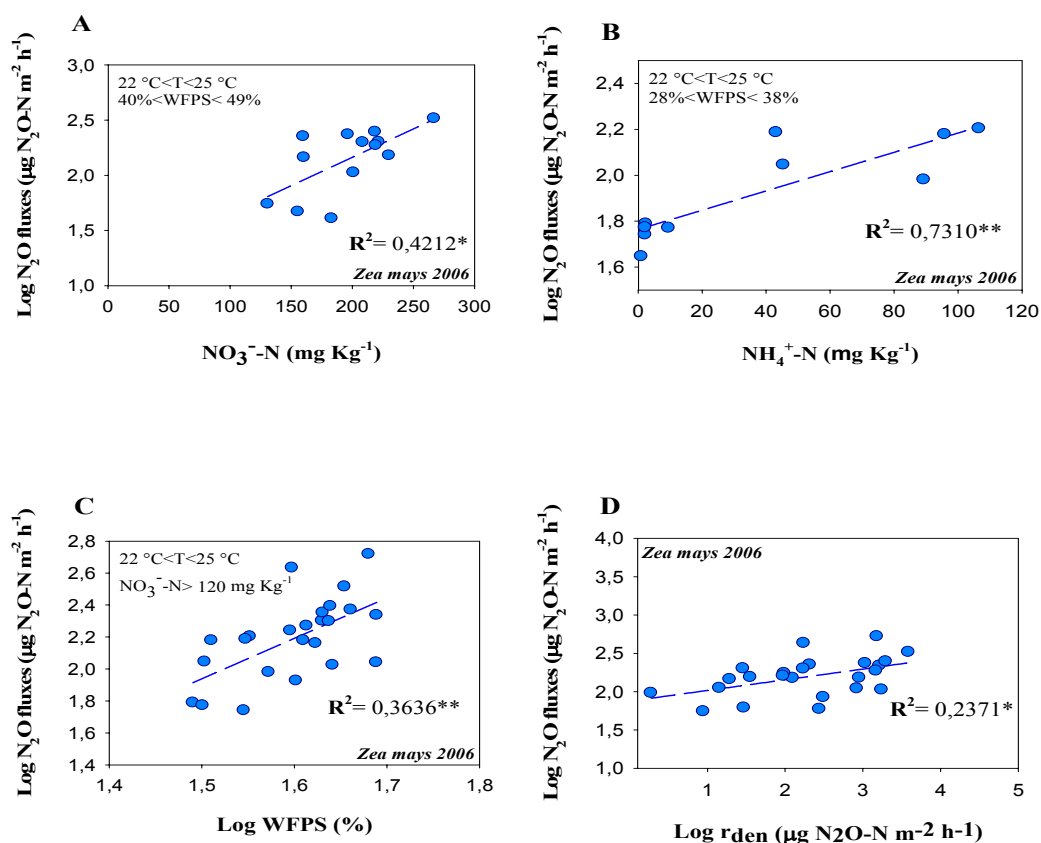 A
Log N₂O fluxes (µg N₂O-N m⁻² h⁻¹)
3,0
2,5
2,0
1,5
1,0
22 °C<T<25 °C
40%<WFPS< 49%
R²= 0,4212*
Zea mays 2006
0 50 100 150 200 250 300
NO₃⁻-N (mg Kg⁻¹)
B
Log N₂O fluxes (µg N₂O-N m⁻² h⁻¹)
2,4
2,2
2,0
1,8
1,6
22 °C<T<25 °C
28%<WFPS< 38%
R²= 0,7310**
Zea mays 2006
0 20 40 60 80 100 120
NH₄⁺-N (mg Kg⁻¹)
C
Log N₂O fluxes (µg N₂O-N m⁻² h⁻¹)
2,8
2,6
2,4
2,2
2,0
1,8
1,6
1,4
22 °C<T<25 °C
NO₃⁻-N> 120 mg Kg⁻¹
R²= 0,3636**
Zea mays 2006
1,4 1,5 1,6 1,7 1,8
Log WFPS (%)
D
Log N₂O fluxes (µg N₂O-N m⁻² h⁻¹)
4,0
3,5
3,0
2,5
2,0
1,5
1,0
Zea mays 2006
R²= 0,2371*
1 2 3 4 5
Log rden (µg N2O-N m-2 h-1)